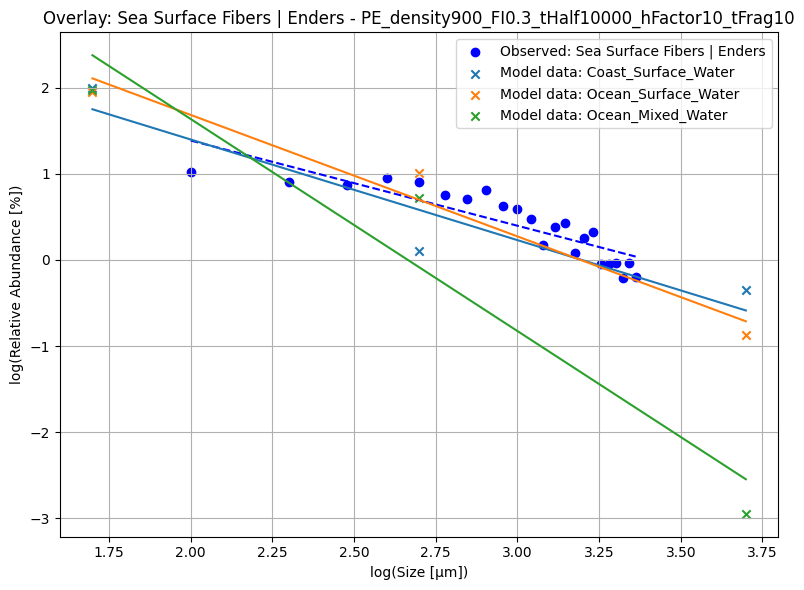 Overlay: Sea Surface Fibers | Enders - PE_density900_FI0.3_tHalf10000_hFactor10_tFrag10
Observed: Sea Surface Fibers | Enders
Model data: Coast_Surface_Water
Model data: Ocean_Surface_Water
Model data: Ocean_Mixed_Water
log(Relative Abundance [%])
2
1
0
−1
−2
−3
1.75
2.00
2.25
2.50
2.75
3.00
3.25
3.50
3.75
log(Size [μm])